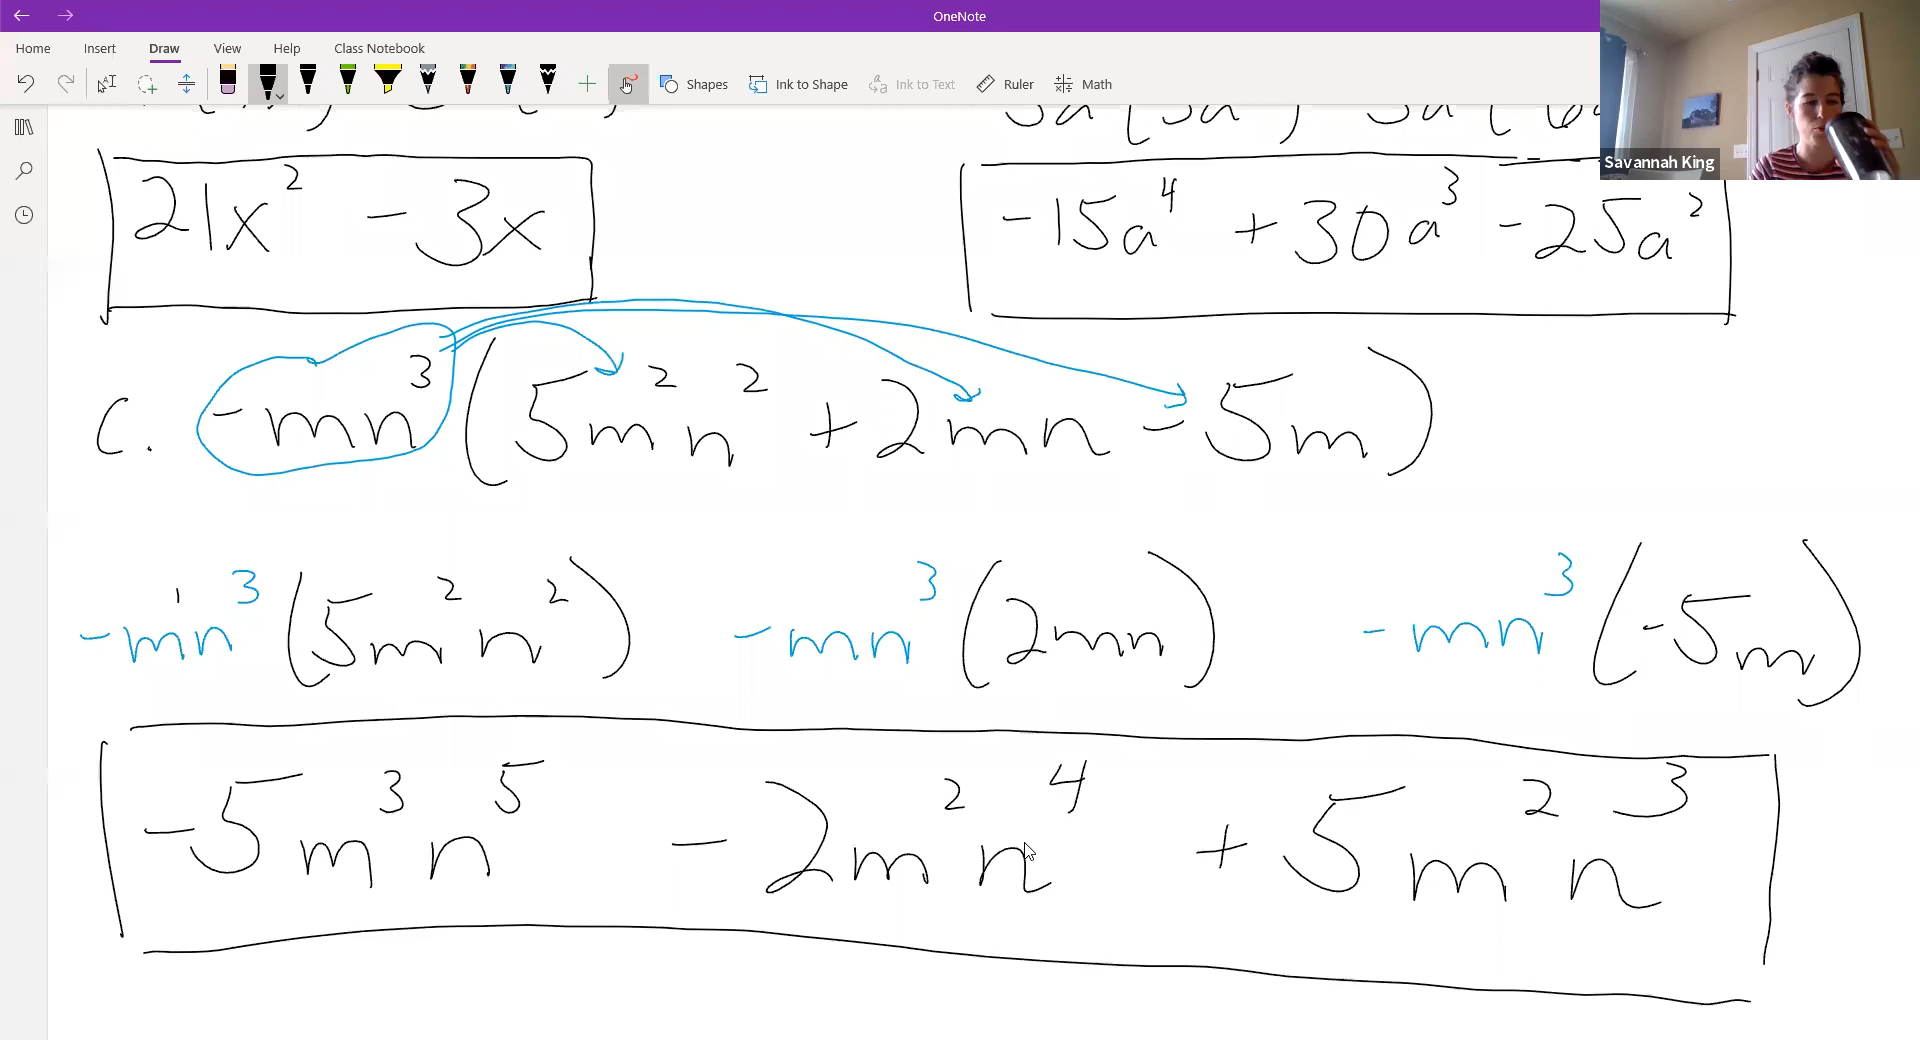 OneNote
Home Insert Draw View Help Class Notebook
Shapes Ink to Shape Ink to Text Ruler Math
Savannah King
21x² - 3x
-15a⁴ + 30a³ - 25a²
C. -mn³(5m²n² + 2mn - 5m)
-m¹n³(5m²n²) -mn³(2mn) -mn³(-5m)
-5m³n⁵ - 2m²n⁴ + 5m²n³